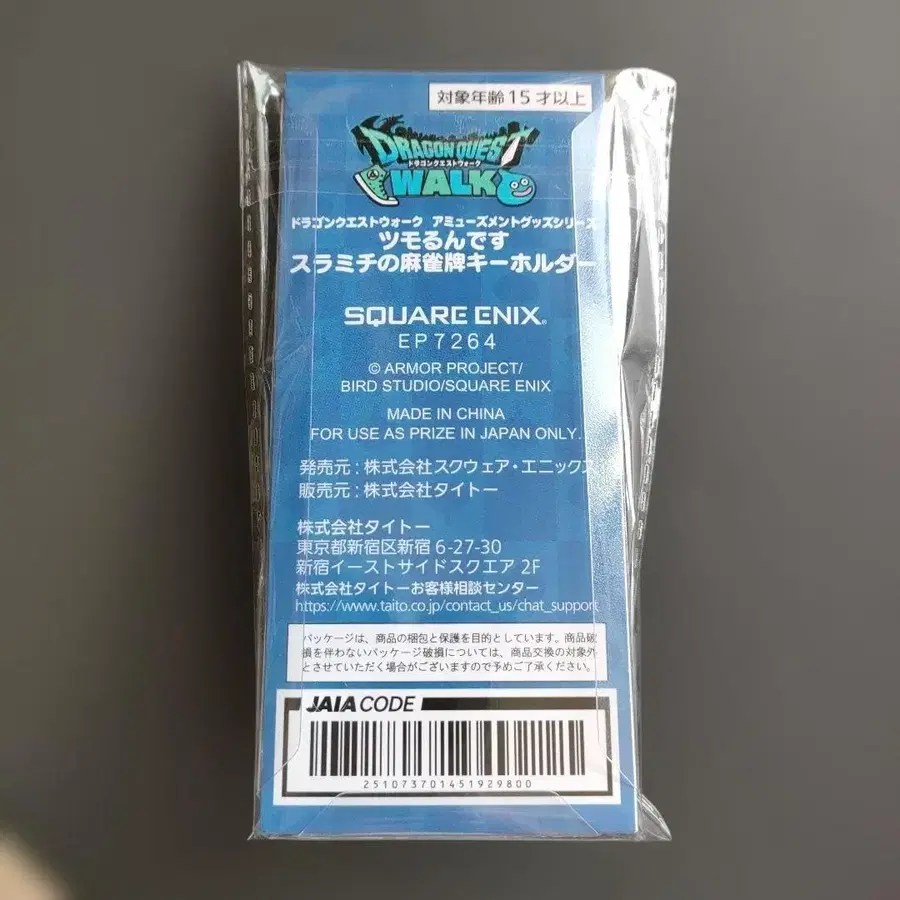 対象年齢15才以上
DRAGON QUEST
ドラゴンクエストウォーク
WALK
ドラゴンクエストウォーク アミューズメントグッズシリーズ
ツモるんです
スラミチの麻雀牌キーホルダー
SQUARE ENIX®
EP7264
© ARMOR PROJECT/
BIRD STUDIO/SQUARE ENIX
MADE IN CHINA
FOR USE AS PRIZE IN JAPAN ONLY.
発売元:株式会社スクウェア・エニックス
販売元:株式会社タイトー
株式会社タイトー
東京都新宿区新宿 6-27-30
新宿イーストサイドスクエア 2F
株式会社タイトーお客様相談センター
https://www.taito.co.jp/contact_us/chat_support
パッケージは、商品の梱包と保護を目的としています。商品破
損を伴わないパッケージ破損については、商品交換の対象外
とさせていただく場合がございますので予めご了承ください。
JAIA CODE
251073701451929800